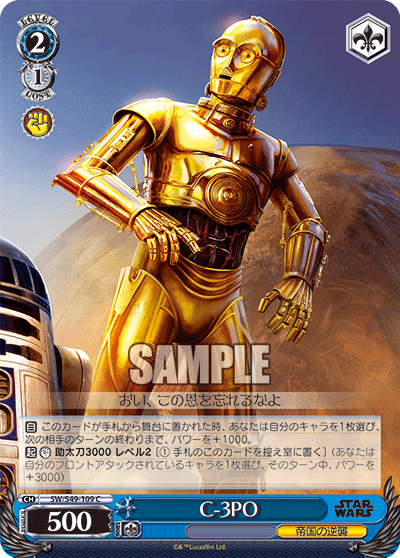 LEVEL
2
1
COST
SAMPLE
おい、この恩を忘れるなよ
自 このカードが手札から舞台に置かれた時、あなたは自分のキャラを1枚選び、
次の相手のターンの終わりまで、パワーを+1000。
起 助太刀3000 レベル2 [① 手札のこのカードを控え室に置く] (あなたは
自分のフロントアタックされているキャラを1枚選び、そのターン中、パワーを
+3000)
CH SW/S49-109 C
500
C-3PO
STAR WARS
帝国の逆襲
©&™Lucasfilm Ltd.